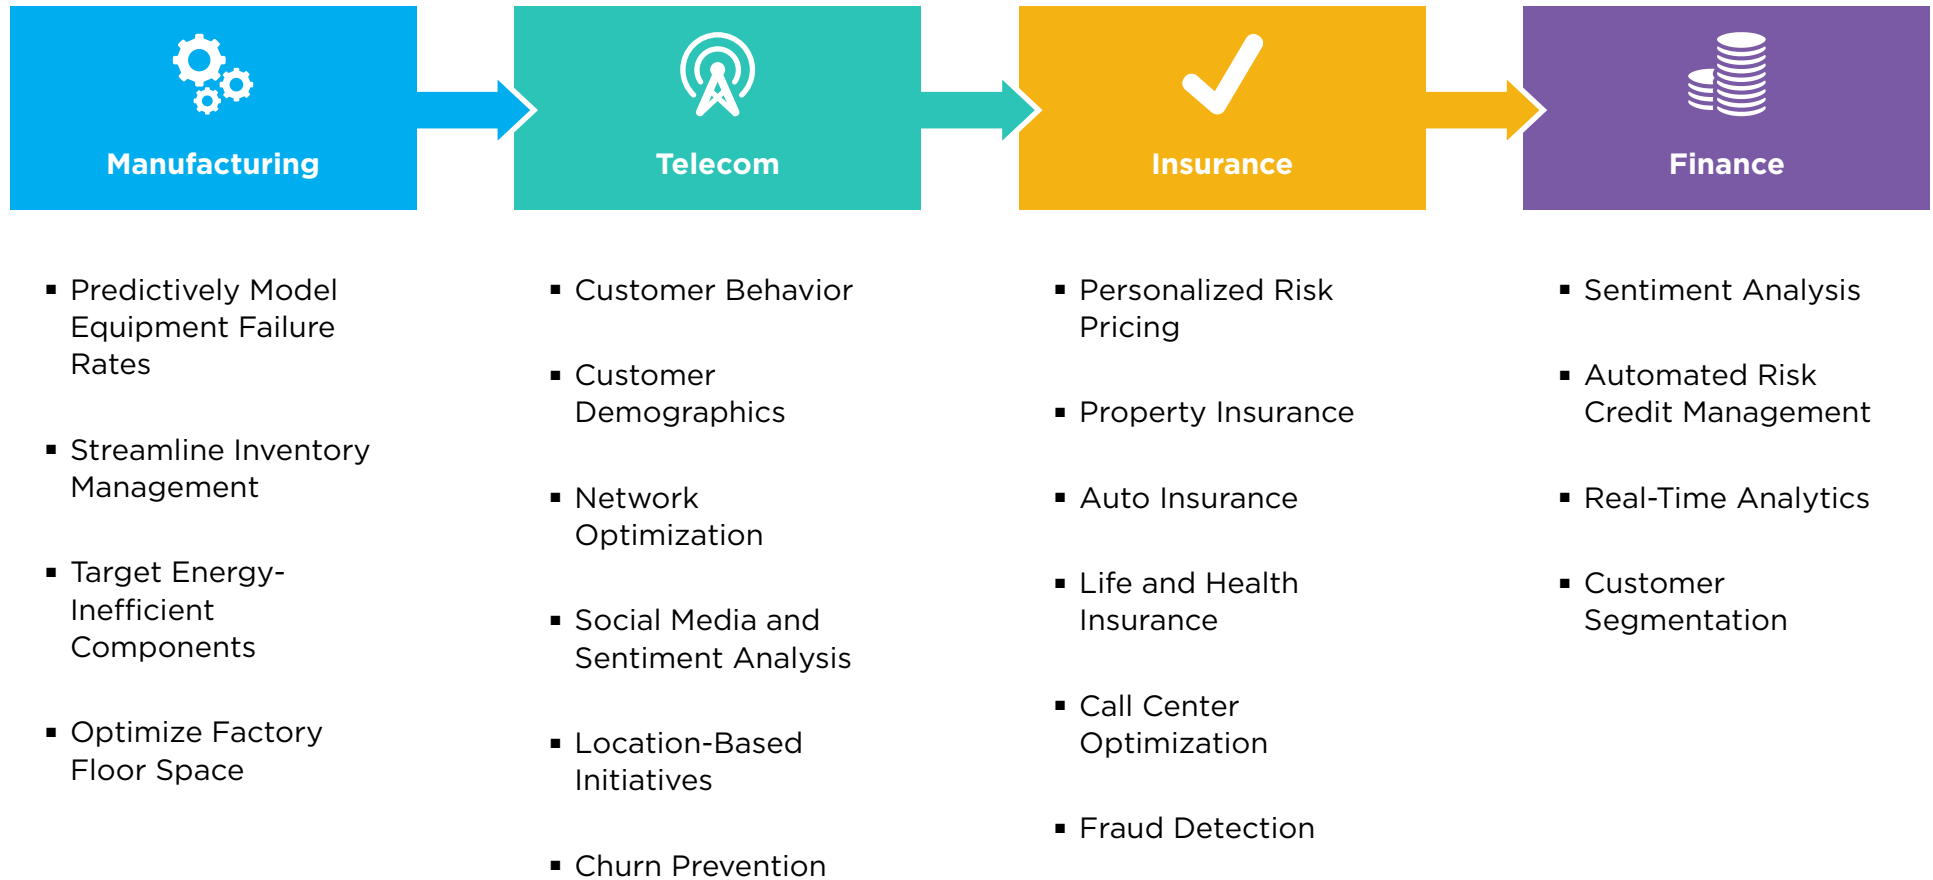 Manufacturing
Predictively Model
Equipment Failure
Rates
Streamline Inventory
Management
Target Energy-
Inefficient
Components
Optimize Factory
Floor Space
Telecom
Customer Behavior
Customer
Demographics
Network
Optimization
Social Media and
Sentiment Analysis
Location-Based
Initiatives
Churn Prevention
Insurance
Personalized Risk
Pricing
Property Insurance
Auto Insurance
Life and Health
Insurance
Call Center
Optimization
Fraud Detection
Finance
Sentiment Analysis
Automated Risk
Credit Management
Real-Time Analytics
Customer
Segmentation